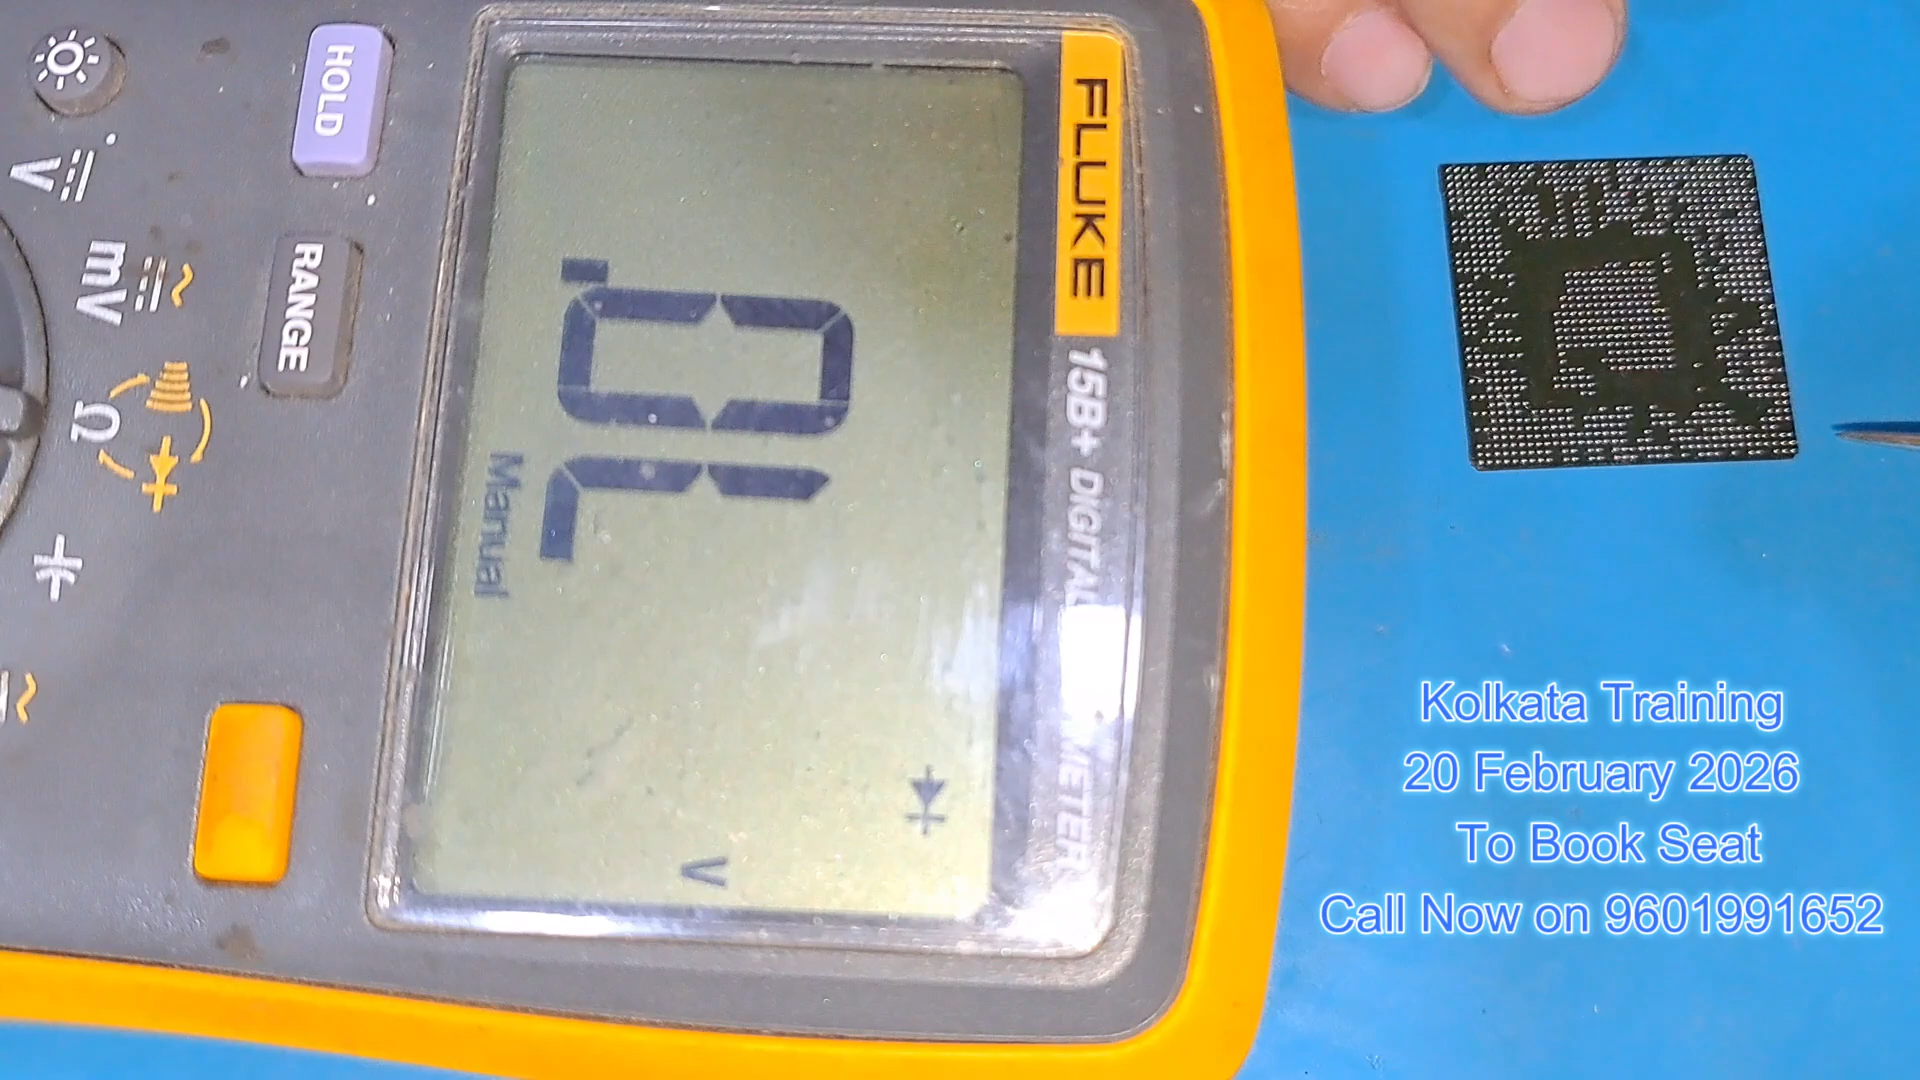 HOLD
V
mV
RANGE
Ω
FLUKE
15B+ DIGITAL
METER
.0L
Manual
V
Kolkata Training
20 February 2026
To Book Seat
Call Now on 9601991652